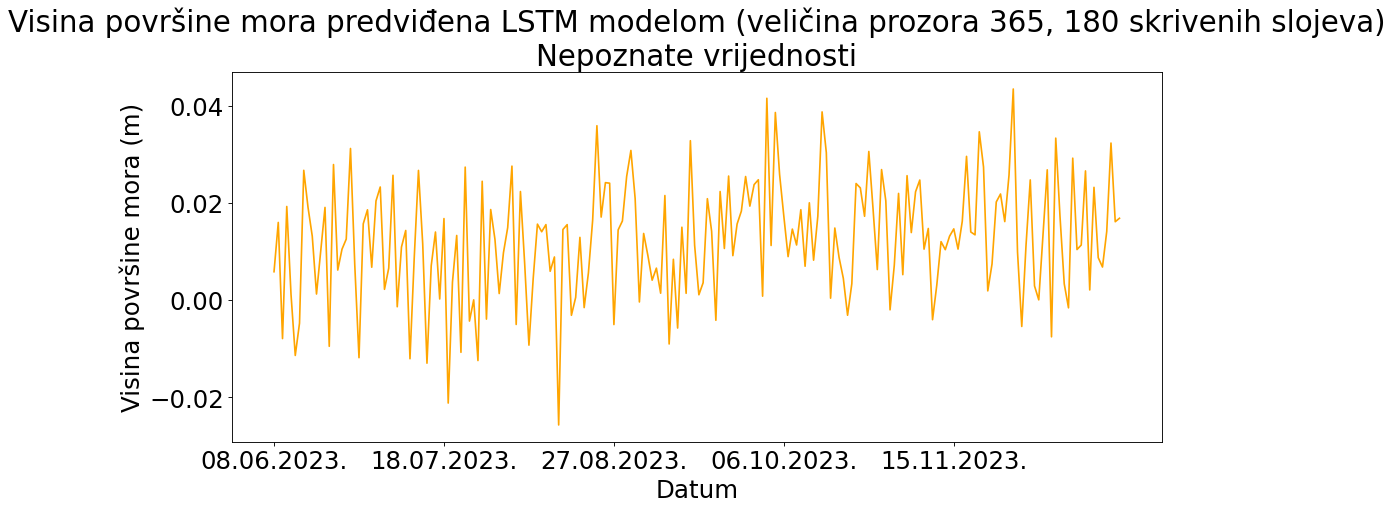 Visina površine mora predviđena LSTM modelom (veličina prozora 365, 180 skrivenih slojeva)
Nepoznate vrijednosti
Visina površine mora (m)
0.04
0.02
0.00
−0.02
08.06.2023. 18.07.2023. 27.08.2023. 06.10.2023. 15.11.2023.
Datum